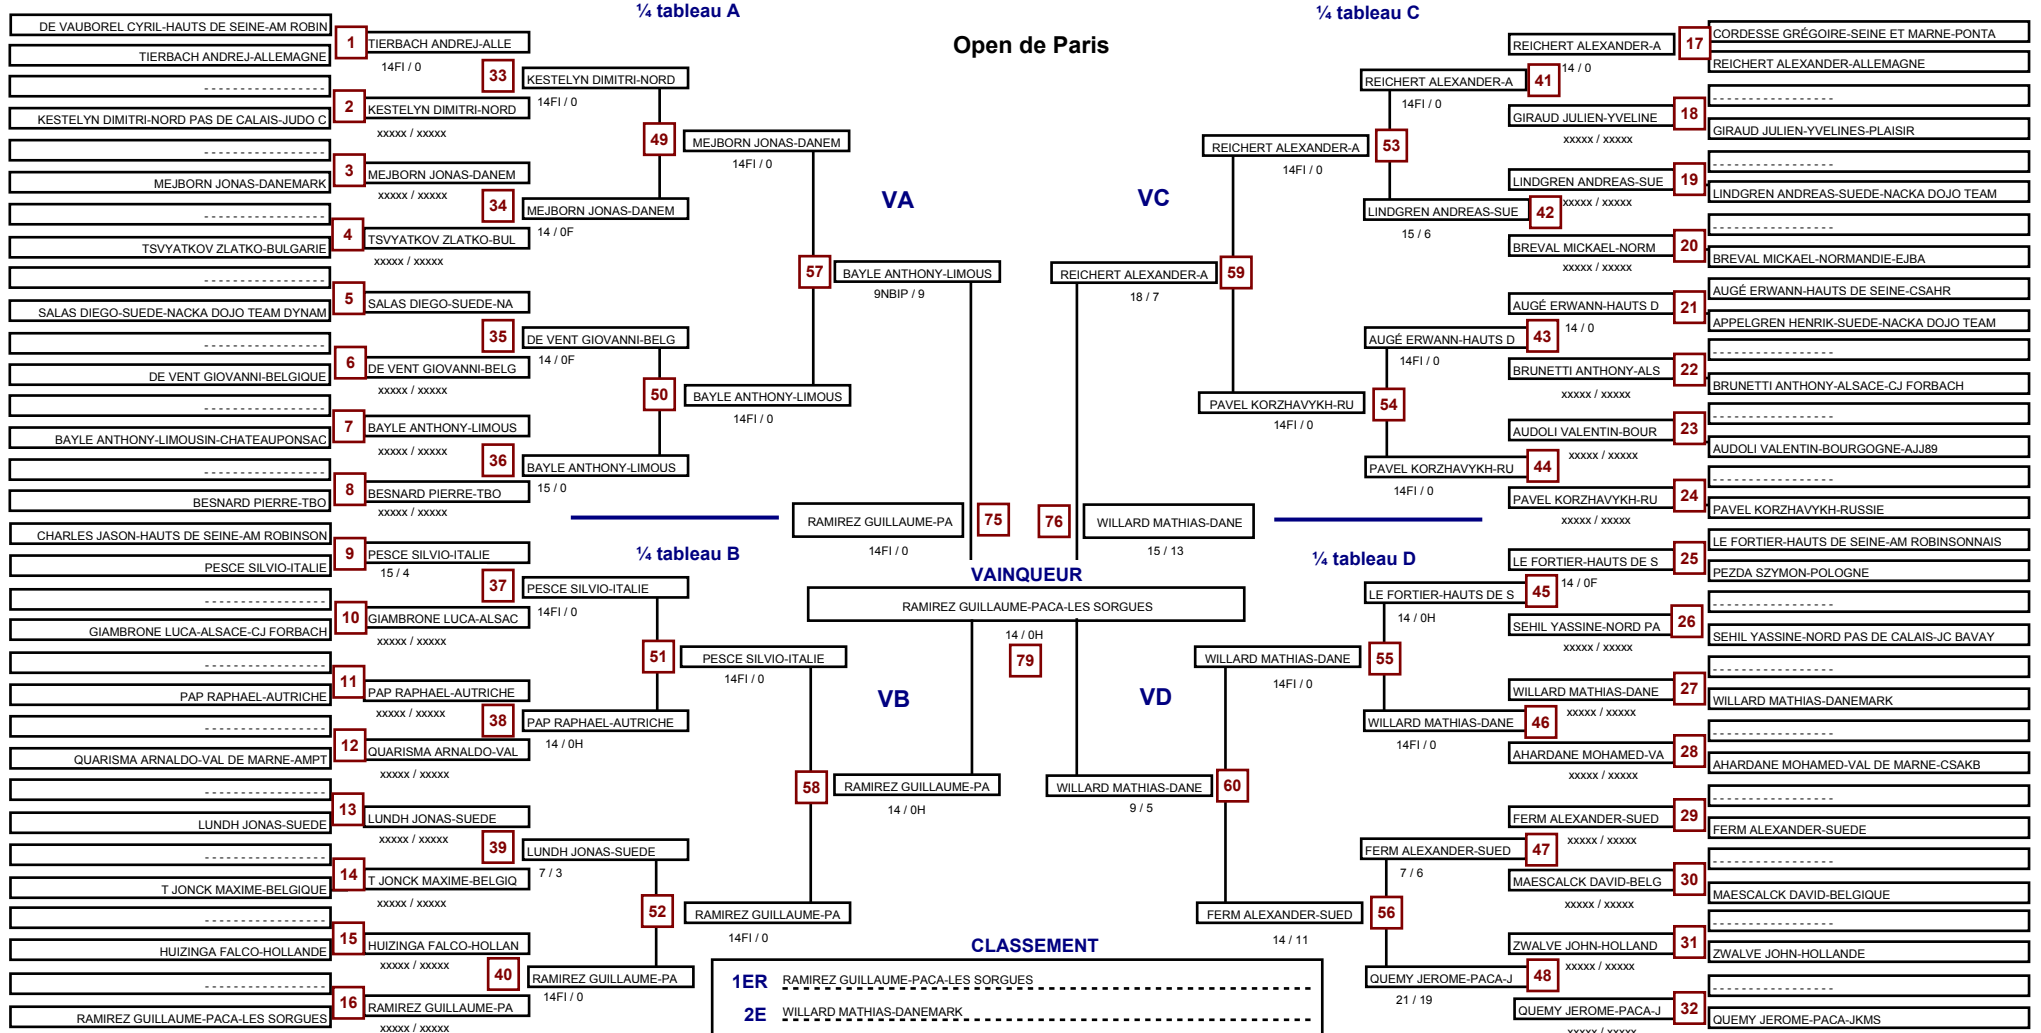 ¼ tableau A
¼ tableau C
Open de Paris
DE VAUBOREL CYRIL-HAUTS DE SEINE-AM ROBIN
1
TIERBACH ANDREJ-ALLE
TIERBACH ANDREJ-ALLEMAGNE
14FI / 0
33
KESTELYN DIMITRI-NORD
14FI / 0
- - - - - - - - - - - - - - -
2
KESTELYN DIMITRI-NORD
KESTELYN DIMITRI-NORD PAS DE CALAIS-JUDO C
xxxxx / xxxxx
49
MEJBORN JONAS-DANEM
14FI / 0
- - - - - - - - - - - - - - -
3
MEJBORN JONAS-DANEM
MEJBORN JONAS-DANEMARK
xxxxx / xxxxx
34
MEJBORN JONAS-DANEM
14 / 0F
- - - - - - - - - - - - - - -
4
TSVYATKOV ZLATKO-BUL
TSVYATKOV ZLATKO-BULGARIE
xxxxx / xxxxx
VA
57
BAYLE ANTHONY-LIMOUS
9NBIP / 9
- - - - - - - - - - - - - - -
5
SALAS DIEGO-SUEDE-NA
SALAS DIEGO-SUEDE-NACKA DOJO TEAM DYNAM
35
DE VENT GIOVANNI-BELG
14 / 0F
- - - - - - - - - - - - - - -
6
DE VENT GIOVANNI-BELG
DE VENT GIOVANNI-BELGIQUE
xxxxx / xxxxx
50
BAYLE ANTHONY-LIMOUS
14FI / 0
- - - - - - - - - - - - - - -
7
BAYLE ANTHONY-LIMOUS
BAYLE ANTHONY-LIMOUSIN-CHATEAUPONSAC
xxxxx / xxxxx
36
BAYLE ANTHONY-LIMOUS
15 / 0
- - - - - - - - - - - - - - -
8
BESNARD PIERRE-TBO
BESNARD PIERRE-TBO
xxxxx / xxxxx
RAMIREZ GUILLAUME-PA
75
14FI / 0
76
WILLARD MATHIAS-DANE
15 / 13
CHARLES JASON-HAUTS DE SEINE-AM ROBINSON
9
PESCE SILVIO-ITALIE
PESCE SILVIO-ITALIE
15 / 4
¼ tableau B
37
PESCE SILVIO-ITALIE
14FI / 0
- - - - - - - - - - - - - - -
10
GIAMBRONE LUCA-ALSAC
GIAMBRONE LUCA-ALSACE-CJ FORBACH
xxxxx / xxxxx
51
PESCE SILVIO-ITALIE
14FI / 0
- - - - - - - - - - - - - - -
11
PAP RAPHAEL-AUTRICHE
PAP RAPHAEL-AUTRICHE
xxxxx / xxxxx
38
PAP RAPHAEL-AUTRICHE
14 / 0H
- - - - - - - - - - - - - - -
12
QUARISMA ARNALDO-VAL
QUARISMA ARNALDO-VAL DE MARNE-AMPT
xxxxx / xxxxx
VB
58
RAMIREZ GUILLAUME-PA
14 / 0H
- - - - - - - - - - - - - - -
13
LUNDH JONAS-SUEDE
LUNDH JONAS-SUEDE
xxxxx / xxxxx
39
LUNDH JONAS-SUEDE
7 / 3
- - - - - - - - - - - - - - -
14
T JONCK MAXIME-BELGIQ
T JONCK MAXIME-BELGIQUE
xxxxx / xxxxx
52
RAMIREZ GUILLAUME-PA
14FI / 0
- - - - - - - - - - - - - - -
15
HUIZINGA FALCO-HOLLAN
HUIZINGA FALCO-HOLLANDE
xxxxx / xxxxx
40
RAMIREZ GUILLAUME-PA
14FI / 0
- - - - - - - - - - - - - - -
16
RAMIREZ GUILLAUME-PA
RAMIREZ GUILLAUME-PACA-LES SORGUES
xxxxx / xxxxx
VAINQUEUR
RAMIREZ GUILLAUME-PACA-LES SORGUES
14 / 0H
79
REICHERT ALEXANDER-A
17
CORDESSE GRÉGOIRE-SEINE ET MARNE-PONTA
14 / 0
REICHERT ALEXANDER-ALLEMAGNE
REICHERT ALEXANDER-A
41
14FI / 0
- - - - - - - - - - - - - - -
GIRAUD JULIEN-YVELINE
18
GIRAUD JULIEN-YVELINES-PLAISIR
xxxxx / xxxxx
REICHERT ALEXANDER-A
53
14FI / 0
- - - - - - - - - - - - - - -
LINDGREN ANDREAS-SUE
19
LINDGREN ANDREAS-SUEDE-NACKA DOJO TEAM
xxxxx / xxxxx
LINDGREN ANDREAS-SUE
42
15 / 6
- - - - - - - - - - - - - - -
BREVAL MICKAEL-NORM
20
BREVAL MICKAEL-NORMANDIE-EJBA
xxxxx / xxxxx
VC
REICHERT ALEXANDER-A
59
18 / 7
AUGÉ ERWANN-HAUTS DE SEINE-CSAHR
AUGÉ ERWANN-HAUTS D
21
APPELGREN HENRIK-SUEDE-NACKA DOJO TEAM
14 / 0
AUGÉ ERWANN-HAUTS D
43
14FI / 0
- - - - - - - - - - - - - - -
BRUNETTI ANTHONY-ALS
22
BRUNETTI ANTHONY-ALSACE-CJ FORBACH
xxxxx / xxxxx
PAVEL KORZHAVYKH-RU
54
14FI / 0
- - - - - - - - - - - - - - -
AUDOLI VALENTIN-BOUR
23
AUDOLI VALENTIN-BOURGOGNE-AJJ89
xxxxx / xxxxx
PAVEL KORZHAVYKH-RU
44
14FI / 0
- - - - - - - - - - - - - - -
PAVEL KORZHAVYKH-RU
24
PAVEL KORZHAVYKH-RUSSIE
xxxxx / xxxxx
¼ tableau D
LE FORTIER-HAUTS DE SEINE-AM ROBINSONNAIS
LE FORTIER-HAUTS DE S
25
PEZDA SZYMON-POLOGNE
14 / 0F
LE FORTIER-HAUTS DE S
45
14 / 0H
- - - - - - - - - - - - - - -
SEHIL YASSINE-NORD PA
26
SEHIL YASSINE-NORD PAS DE CALAIS-JC BAVAY
xxxxx / xxxxx
WILLARD MATHIAS-DANE
55
14FI / 0
- - - - - - - - - - - - - - -
WILLARD MATHIAS-DANE
27
WILLARD MATHIAS-DANEMARK
xxxxx / xxxxx
WILLARD MATHIAS-DANE
46
14FI / 0
- - - - - - - - - - - - - - -
AHARDANE MOHAMED-VA
28
AHARDANE MOHAMED-VAL DE MARNE-CSAKB
xxxxx / xxxxx
VD
WILLARD MATHIAS-DANE
60
9 / 5
- - - - - - - - - - - - - - -
FERM ALEXANDER-SUED
29
FERM ALEXANDER-SUEDE
xxxxx / xxxxx
FERM ALEXANDER-SUED
47
7 / 6
- - - - - - - - - - - - - - -
MAESCALCK DAVID-BELG
30
MAESCALCK DAVID-BELGIQUE
xxxxx / xxxxx
FERM ALEXANDER-SUED
56
14 / 11
- - - - - - - - - - - - - - -
ZWALVE JOHN-HOLLAND
31
ZWALVE JOHN-HOLLANDE
xxxxx / xxxxx
QUEMY JEROME-PACA-J
48
21 / 19
- - - - - - - - - - - - - - -
QUEMY JEROME-PACA-J
32
QUEMY JEROME-PACA-JKMS
xxxxx / xxxxx
CLASSEMENT
1ER RAMIREZ GUILLAUME-PACA-LES SORGUES
2E WILLARD MATHIAS-DANEMARK